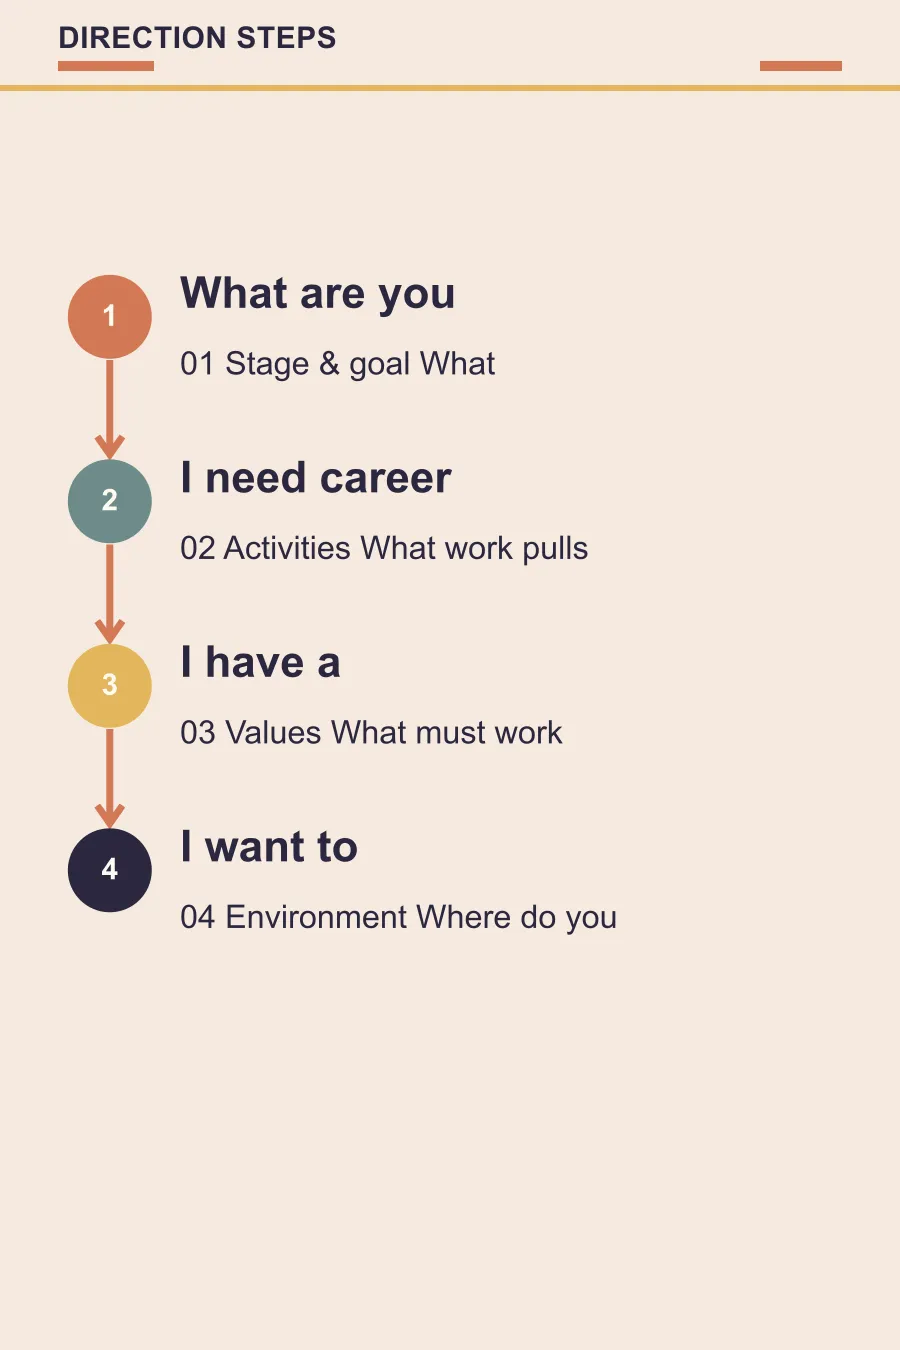 DIRECTION STEPS
1
What are you
01 Stage & goal What
2
I need career
02 Activities What work pulls
3
I have a
03 Values What must work
4
I want to
04 Environment Where do you